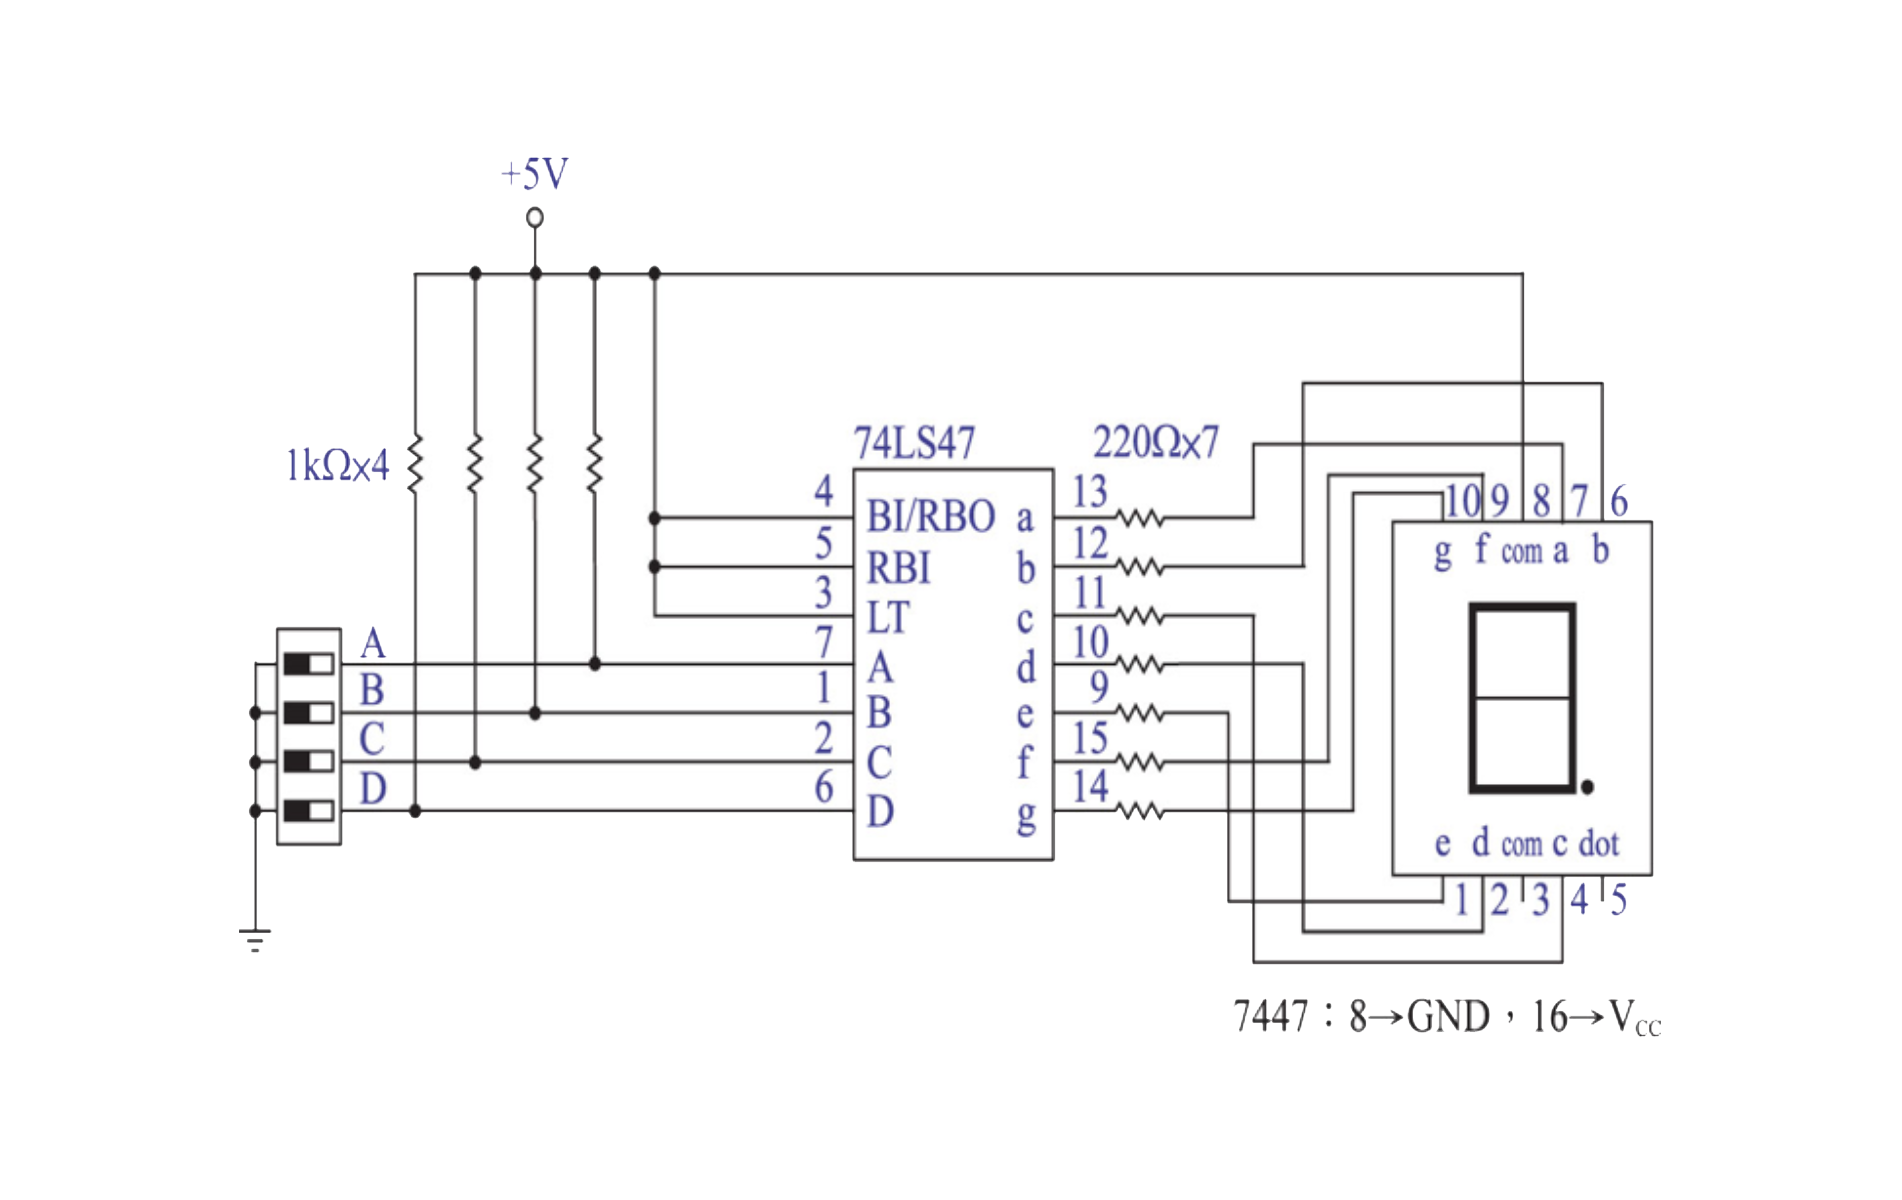 +5V
1kΩx4
74LS47
220Ωx7
4
5
3
7
1
2
6
BI/RBO
RBI
LT
A
B
C
D
a
b
c
d
e
f
g
13
12
11
10
9
15
14
A
B
C
D
10 9 8 7 6
g f com a b
e d com c dot
1 2 3 4 5
7447：8→GND，16→VCC